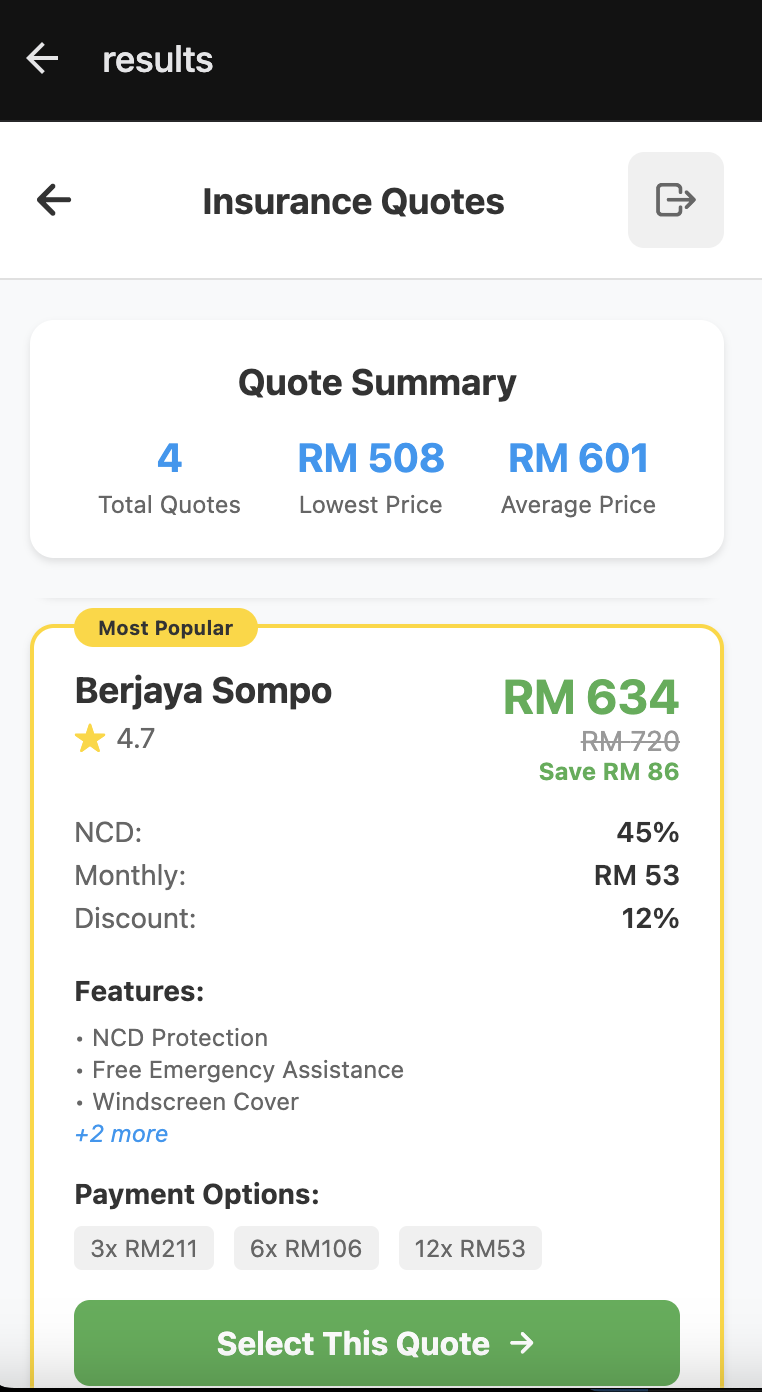 results
Insurance Quotes
Quote Summary
4
RM 508
RM 601
Total Quotes
Lowest Price
Average Price
Most Popular
Berjaya Sompo
RM 634
4.7
RM 720
Save RM 86
NCD:
45%
Monthly:
RM 53
Discount:
12%
Features:
• NCD Protection
• Free Emergency Assistance
• Windscreen Cover
+2 more
Payment Options:
3x RM211
6x RM106
12x RM53
Select This Quote →